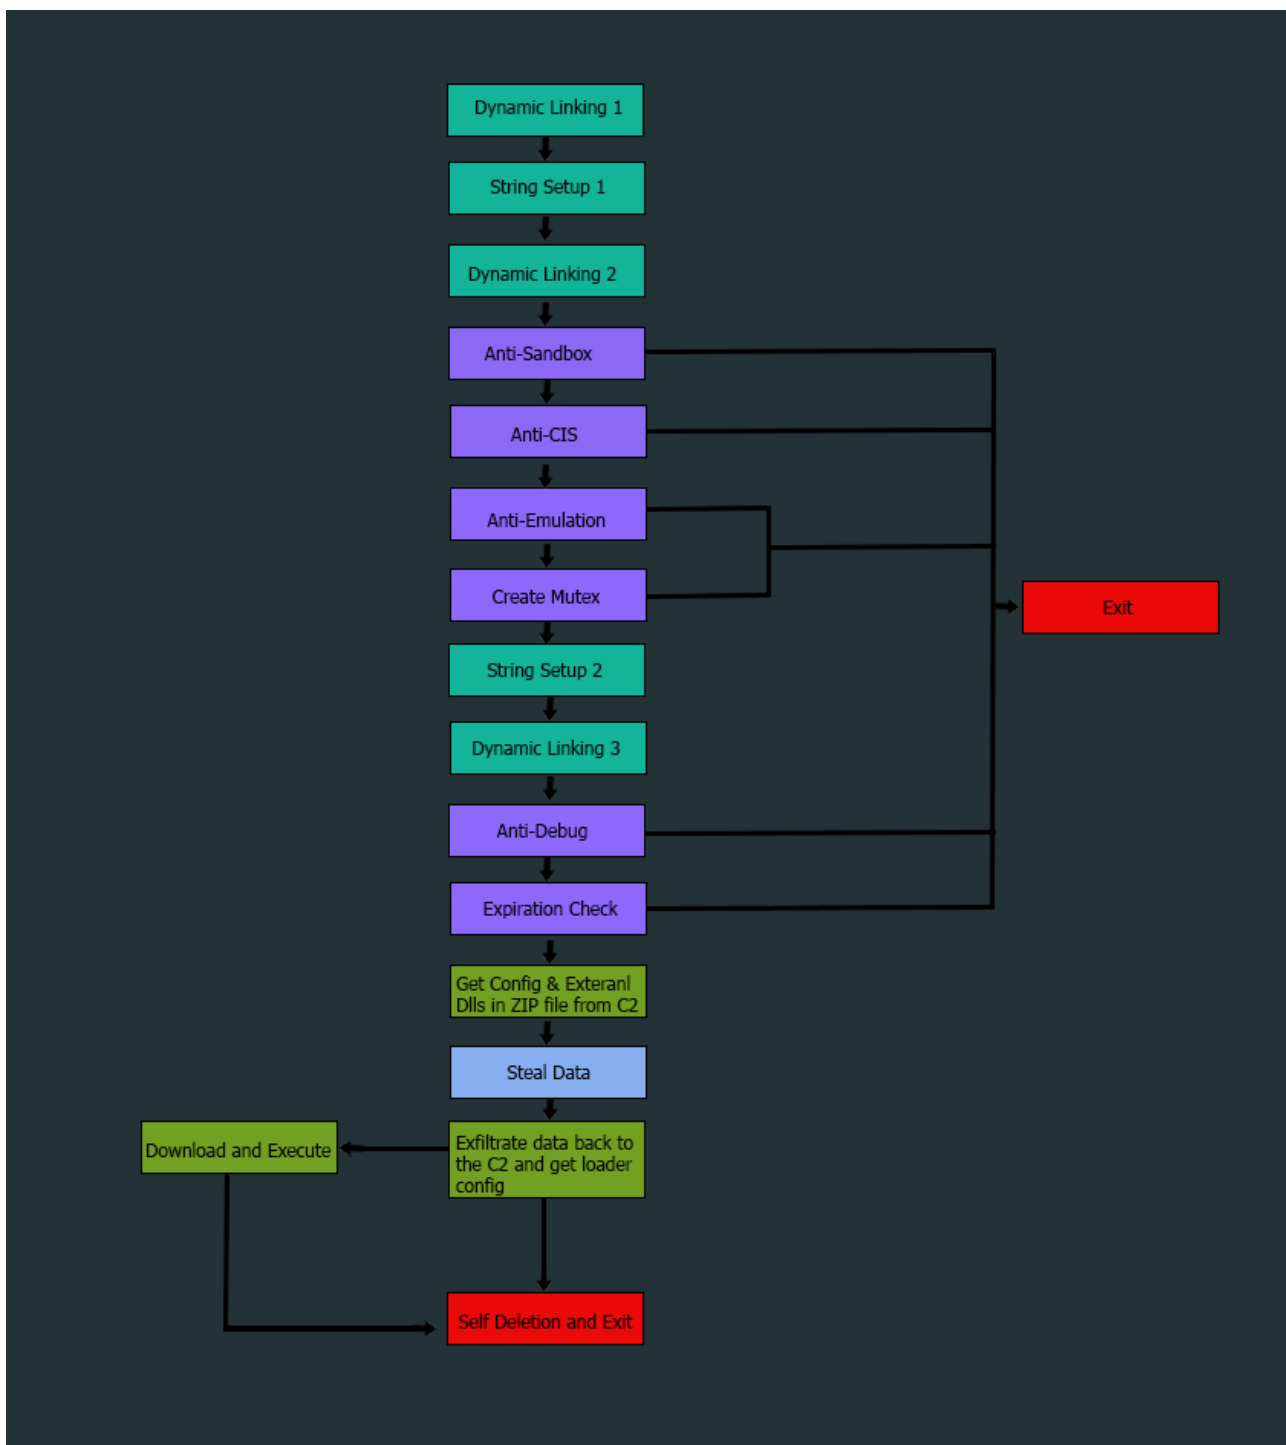 Dynamic Linking 1
String Setup 1
Dynamic Linking 2
Anti-Sandbox
Anti-CIS
Anti-Emulation
Create Mutex
Exit
String Setup 2
Dynamic Linking 3
Anti-Debug
Expiration Check
Get Config & Exteranl
Dlls in ZIP file from C2
Steal Data
Download and Execute
Exfiltrate data back to
the C2 and get loader
config
Self Deletion and Exit